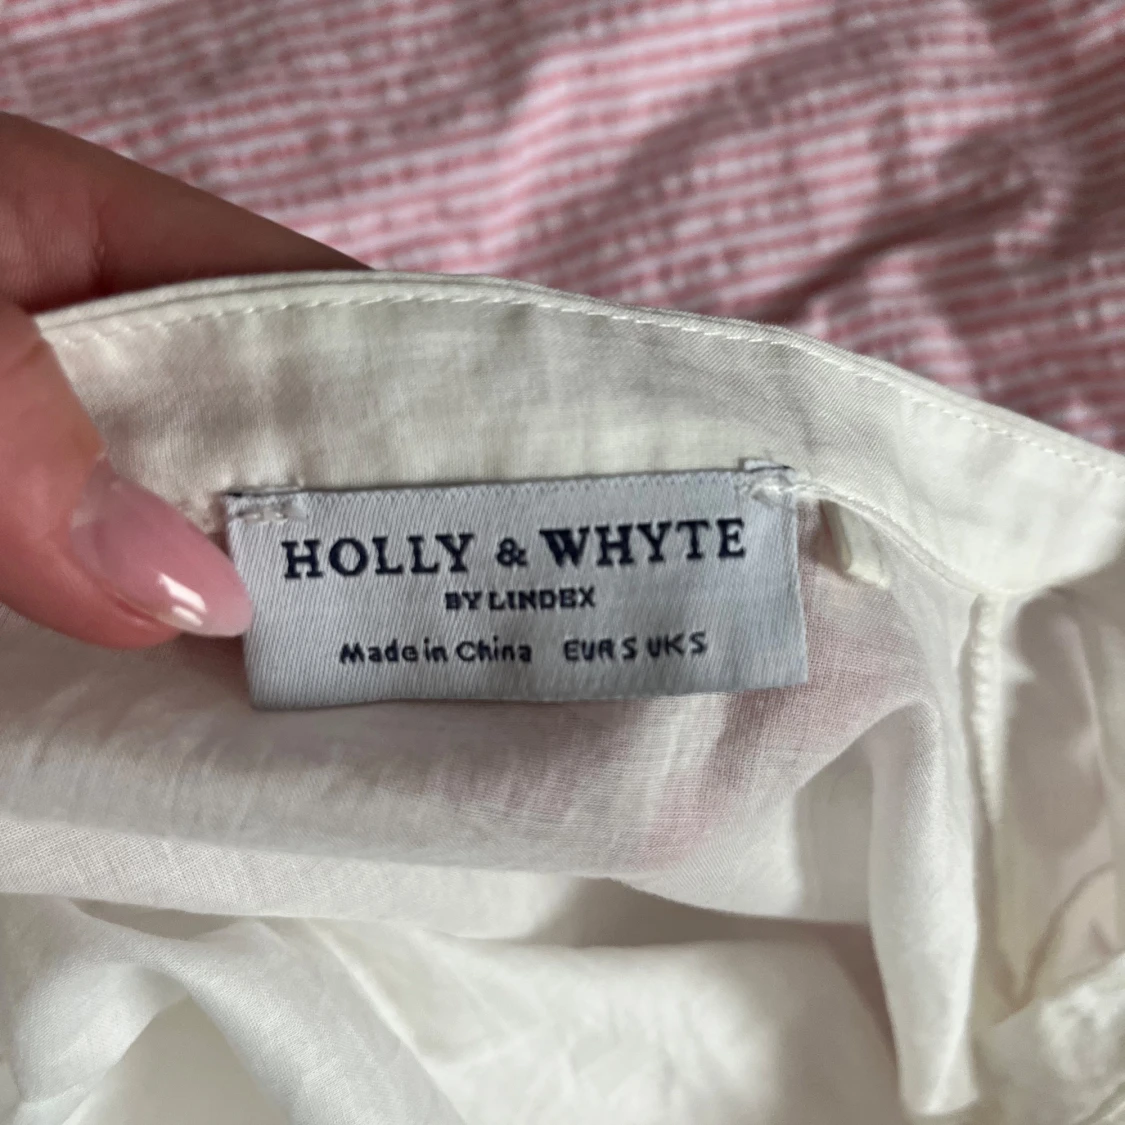 HOLLY & WHYTE
BY LINDEX
Made in China EUR S UK S